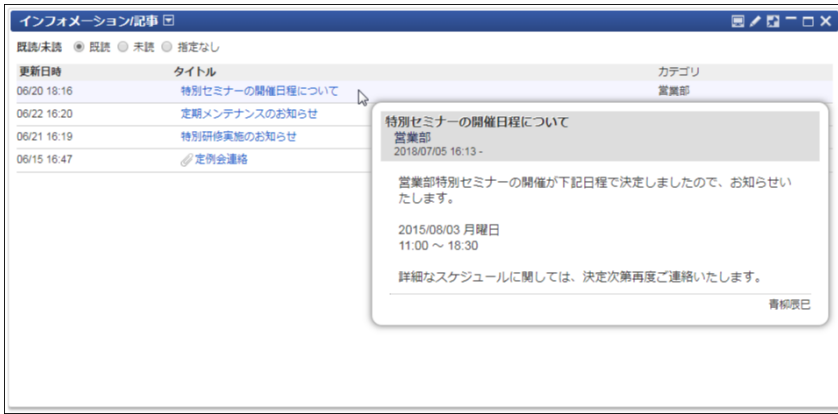 インフォメーション/記事
既読/未読 既読 未読 指定なし
更新日時 タイトル カテゴリ
06/20 18:16 特別セミナーの開催日程について 営業部
06/22 16:20 定期メンテナンスのお知らせ
06/21 16:19 特別研修実施のお知らせ
06/15 16:47 定例会連絡
特別セミナーの開催日程について
営業部
2018/07/05 16:13 -
営業部特別セミナーの開催が下記日程で決定しましたので、お知らせい
たします。
2015/08/03 月曜日
11:00 ～ 18:30
詳細なスケジュールに関しては、決定次第再度ご連絡いたします。
青柳辰巳